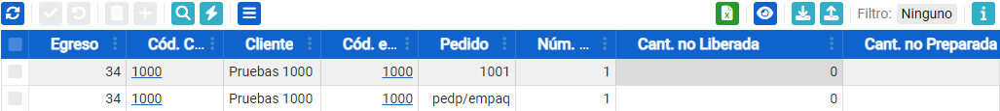 Filtro: Ninguno
Egreso Cód. C... Cliente Cód. e... Pedido Núm. ... Cant. no Liberada Cant. no Preparada
34 1000 Pruebas 1000 1000 1001 1 0
34 1000 Pruebas 1000 1000 pedp/empaq 1 0